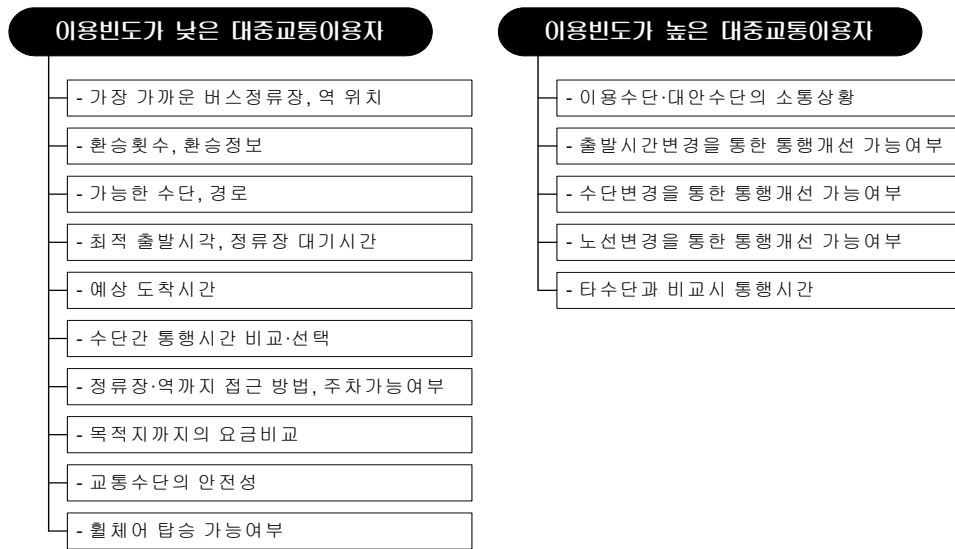 이용빈도가 낮은 대중교통이용자
- 가장 가까운 버스정류장, 역 위치
- 환승횟수, 환승정보
- 가능한 수단, 경로
- 최적 출발시각, 정류장 대기시간
- 예상 도착시간
- 수단간 통행시간 비교·선택
- 정류장·역까지 접근 방법, 주차가능여부
- 목적지까지의 요금비교
- 교통수단의 안전성
- 휠체어 탑승 가능여부
이용빈도가 높은 대중교통이용자
- 이용수단·대안수단의 소통상황
- 출발시간변경을 통한 통행개선 가능여부
- 수단변경을 통한 통행개선 가능여부
- 노선변경을 통한 통행개선 가능여부
- 타수단과 비교시 통행시간